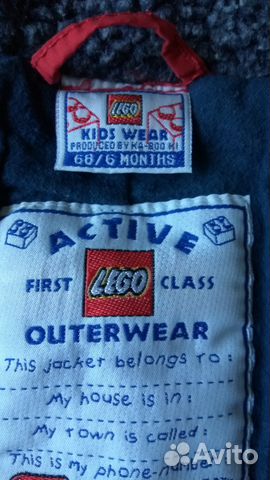 LEGO
KIDS WEAR
PRODUCED BY KA-BOO KI
68/6 MONTHS
ACTIVE
FIRST LEGO CLASS
OUTERWEAR
This jacket belongs to:
My house is in:
My town is called:
This is my phone-number
Avito